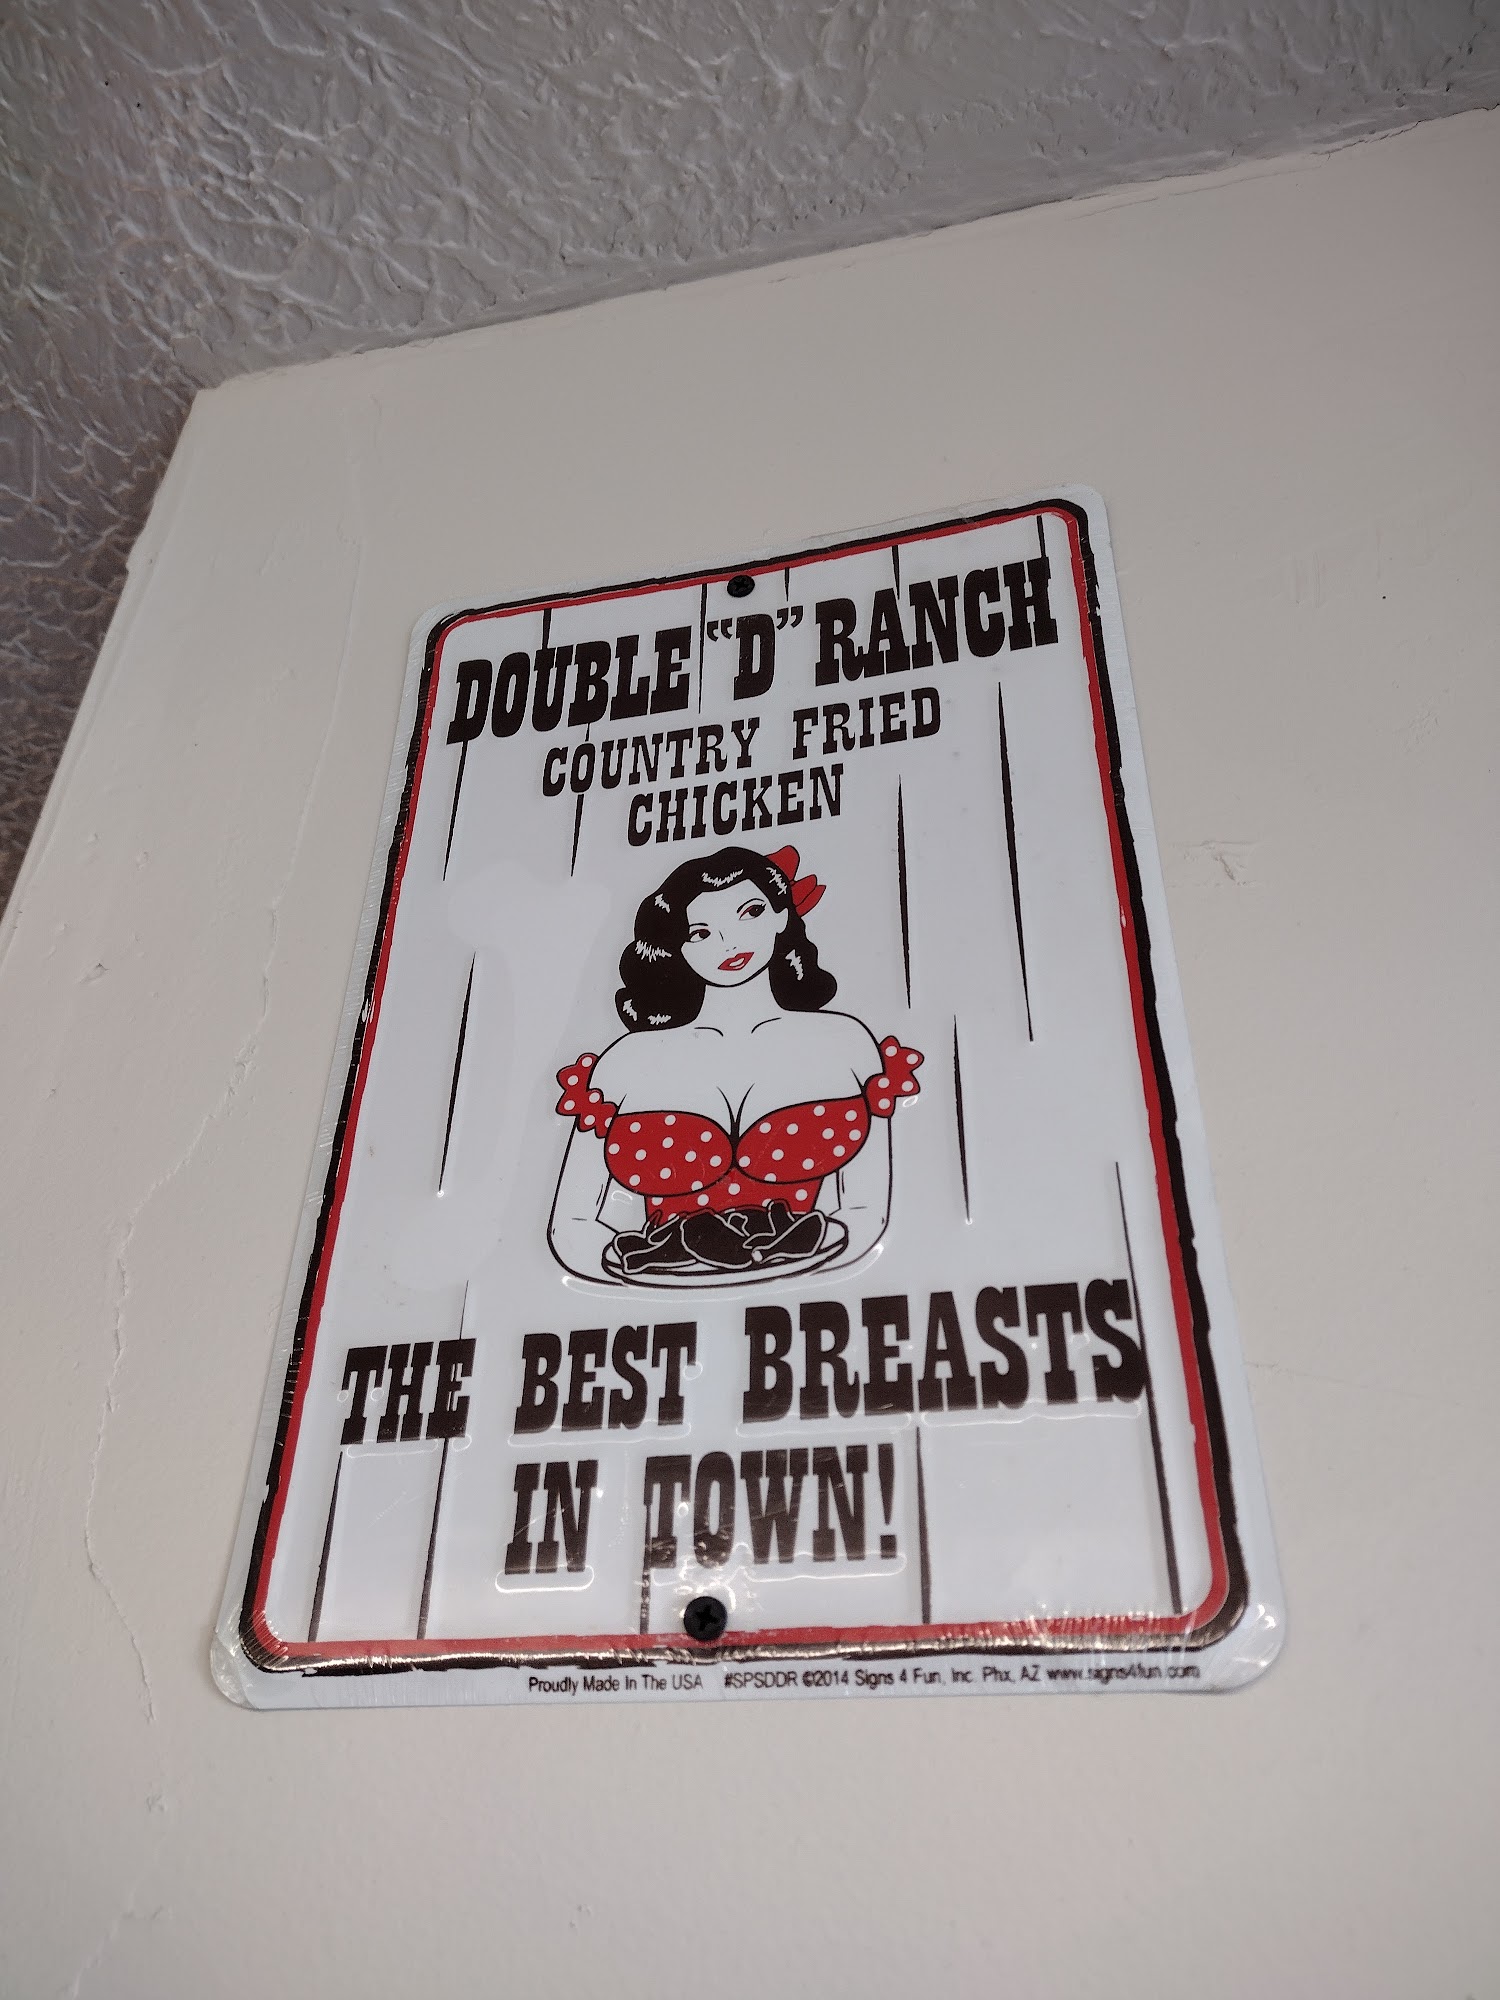 DOUBLE "D" RANCH
COUNTRY FRIED
CHICKEN
THE BEST BREASTS
IN TOWN!
Proudly Made In The USA #SPSDDR ©2014 Signs 4 Fun, Inc. Phx, AZ www.signs4fun.com